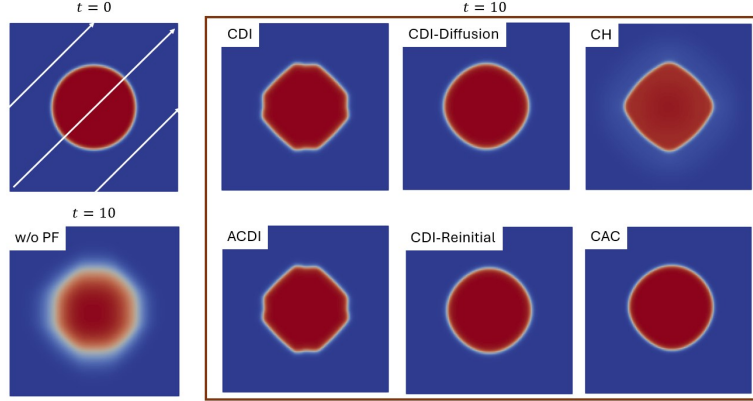 t = 0
t = 10
CDI
CDI-Diffusion
CH
t = 10
w/o PF
ACDI
CDI-Reinitial
CAC